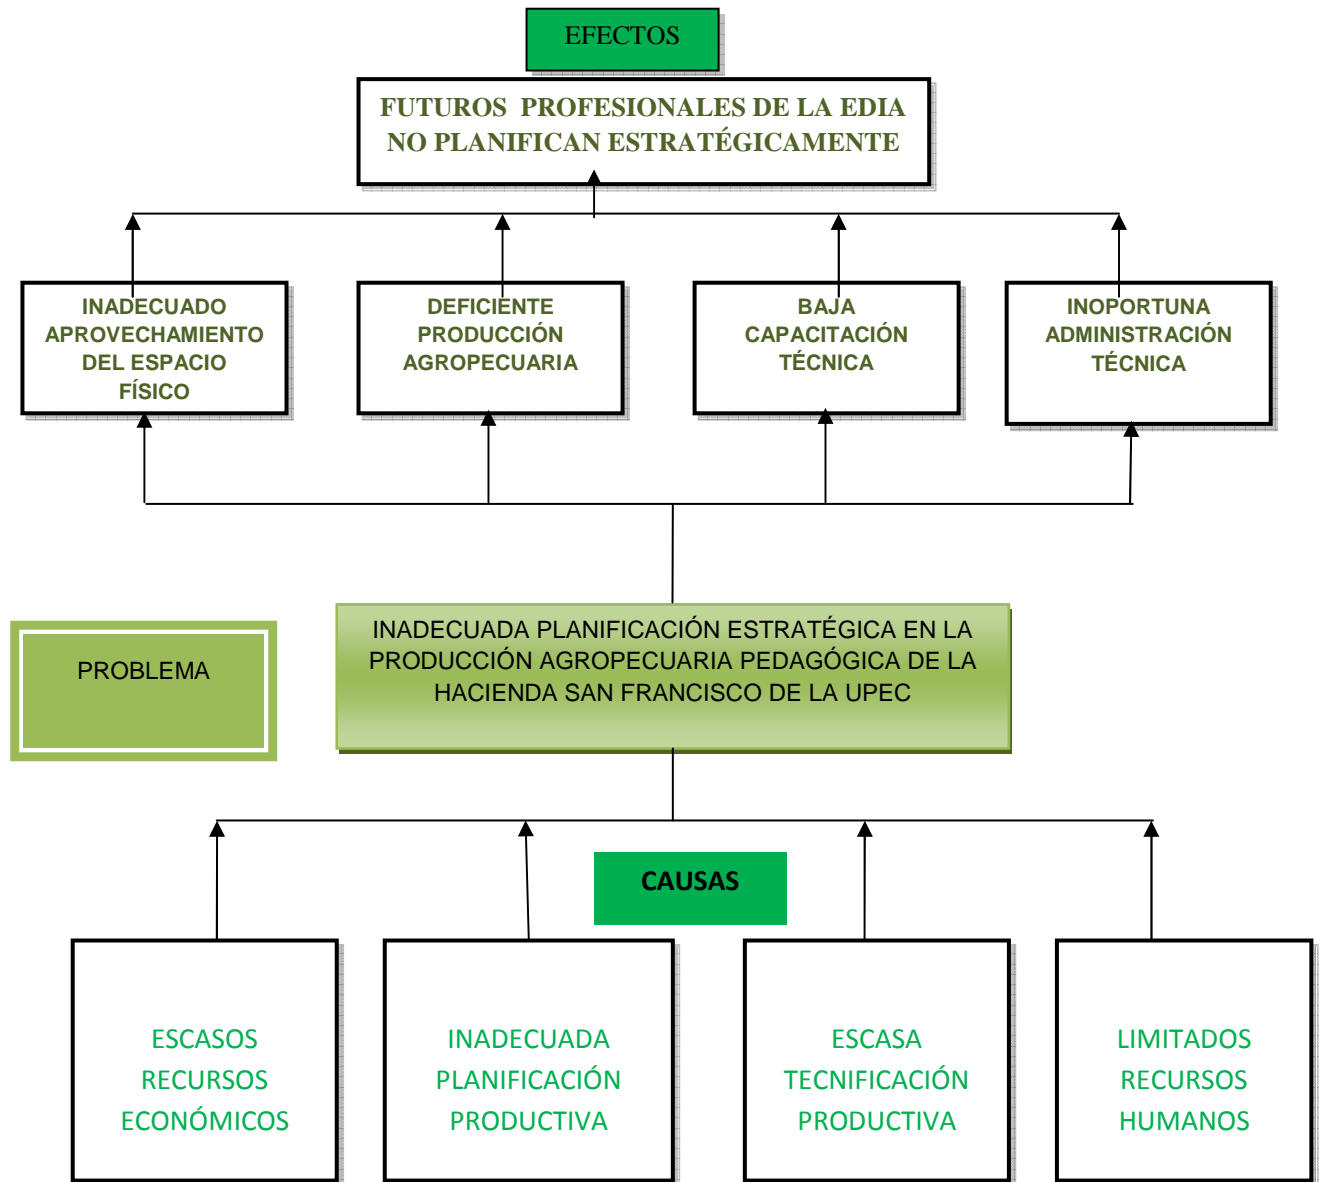 EFECTOS
FUTUROS PROFESIONALES DE LA EDIA
NO PLANIFICAN ESTRATÉGICAMENTE
INADECUADO
APROVECHAMIENTO
DEL ESPACIO
FÍSICO
DEFICIENTE
PRODUCCIÓN
AGROPECUARIA
BAJA
CAPACITACIÓN
TÉCNICA
INOPORTUNA
ADMINISTRACIÓN
TÉCNICA
PROBLEMA
INADECUADA PLANIFICACIÓN ESTRATÉGICA EN LA
PRODUCCIÓN AGROPECUARIA PEDAGÓGICA DE LA
HACIENDA SAN FRANCISCO DE LA UPEC
CAUSAS
ESCASOS
RECURSOS
ECONÓMICOS
INADECUADA
PLANIFICACIÓN
PRODUCTIVA
ESCASA
TECNIFICACIÓN
PRODUCTIVA
LIMITADOS
RECURSOS
HUMANOS